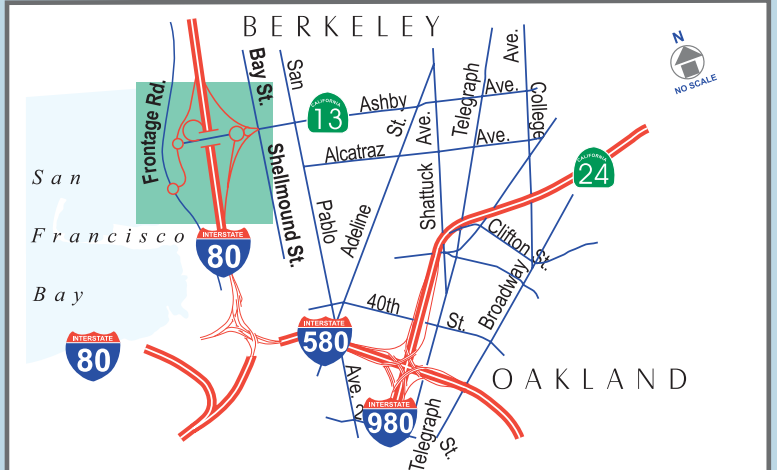 BERKELEY
N
NO SCALE
Frontage Rd.
Bay St.
San
Pablo
Ave.
CALIFORNIA
13
Ashby
Ave.
Telegraph
Ave.
College
Ave.
Alcatraz
Ave.
St.
Adeline
Shattuck
Ave.
Shellmound St.
CALIFORNIA
24
San
Francisco
Bay
INTERSTATE
80
Clifton St.
Broadway
40th
St.
INTERSTATE
580
INTERSTATE
80
OAKLAND
INTERSTATE
980
Telegraph
St.